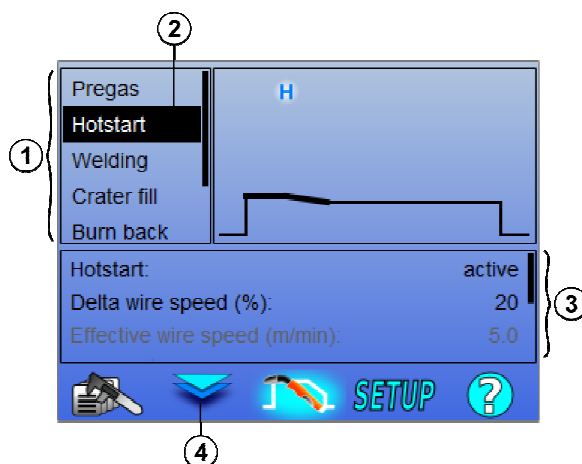 2
Pregas
H
Hotstart
1
Welding
Crater fill
Burn back
Hotstart: active
Delta wire speed (%): 20
3
Effective wire speed (m/min): 5.0
SETUP ?
4